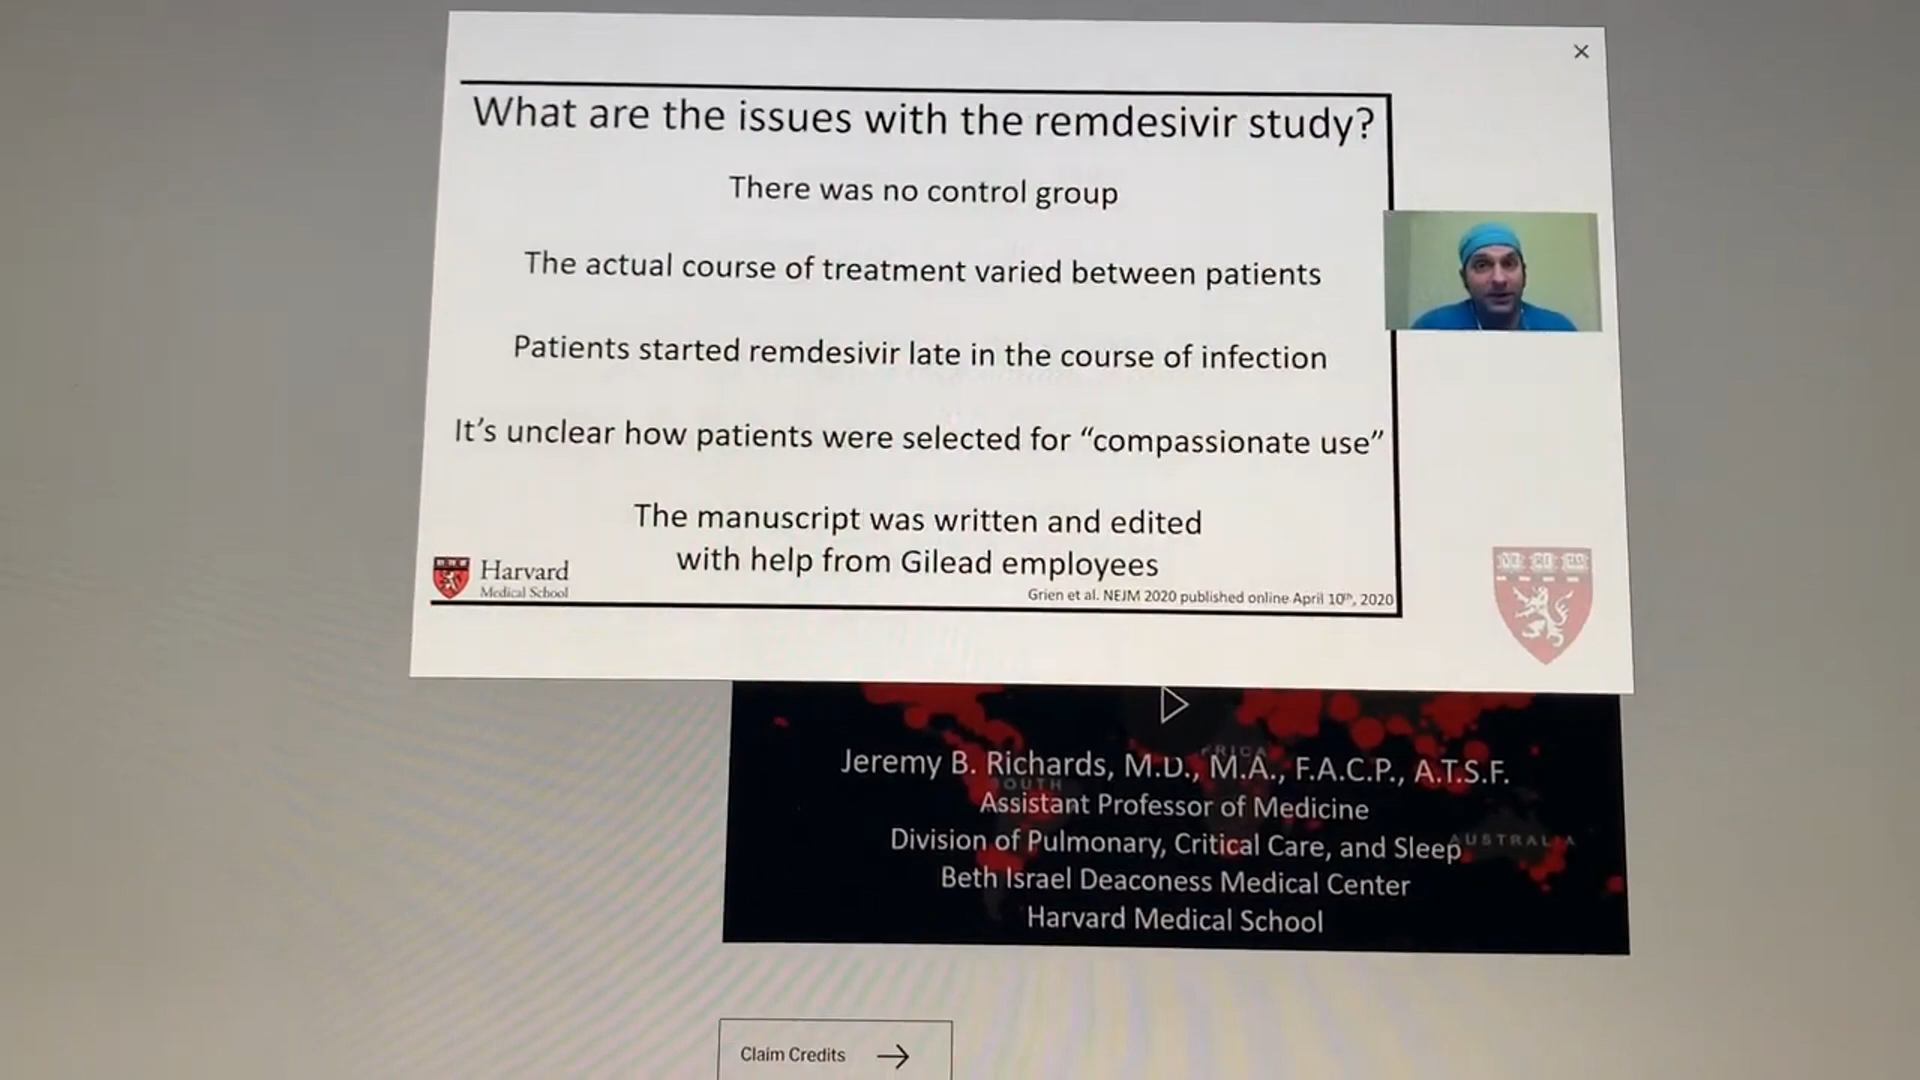 What are the issues with the remdesivir study?
There was no control group
The actual course of treatment varied between patients
Patients started remdesivir late in the course of infection
It's unclear how patients were selected for “compassionate use”
The manuscript was written and edited
with help from Gilead employees
Harvard
Medical School
Grien et al. NEJM 2020 published online April 10th, 2020
Jeremy B. Richards, M.D., M.A., F.A.C.P., A.T.S.F.
Assistant Professor of Medicine
Division of Pulmonary, Critical Care, and Sleep
AUSTRALIA
Beth Israel Deaconess Medical Center
Harvard Medical School
Claim Credits